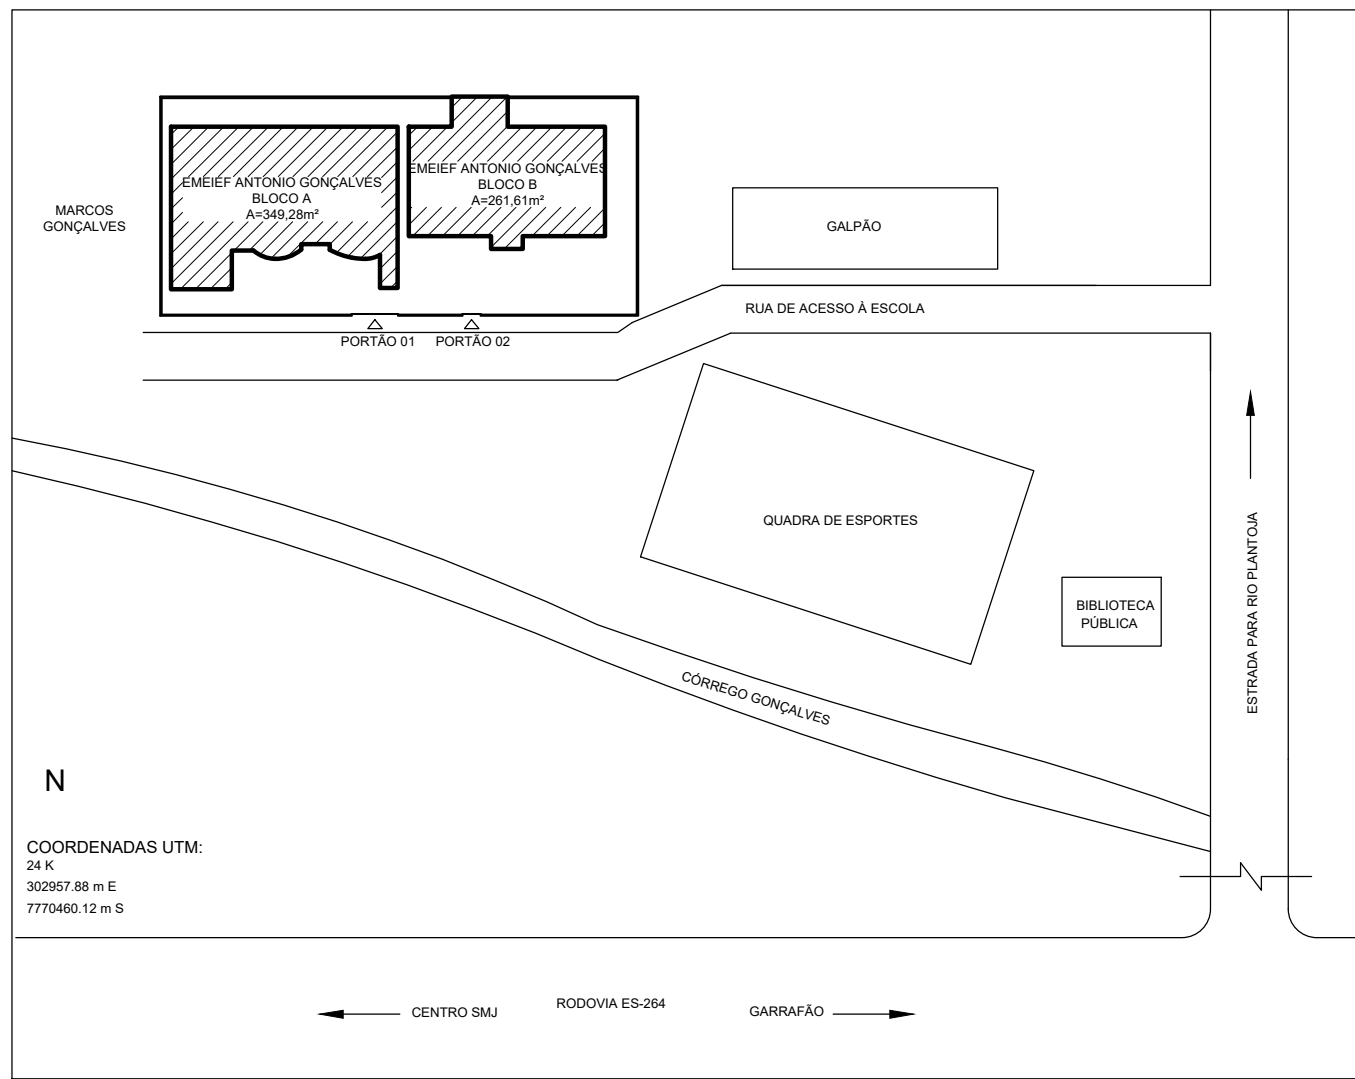 EMEIEF ANTONIO GONÇALVES
BLOCO A
A=349,28m²
EMEIEF ANTONIO GONÇALVES
BLOCO B
A=261,61m²
MARCOS
GONÇALVES
GALPÃO
RUA DE ACESSO À ESCOLA
PORTÃO 01
PORTÃO 02
QUADRA DE ESPORTES
BIBLIOTECA
PÚBLICA
ESTRADA PARA RIO PLANTOJA
CÓRREGO GONÇALVES
N
COORDENADAS UTM:
24 K
302957.88 m E
7770460.12 m S
CENTRO SMJ
RODOVIA ES-264
GARRAFÃO